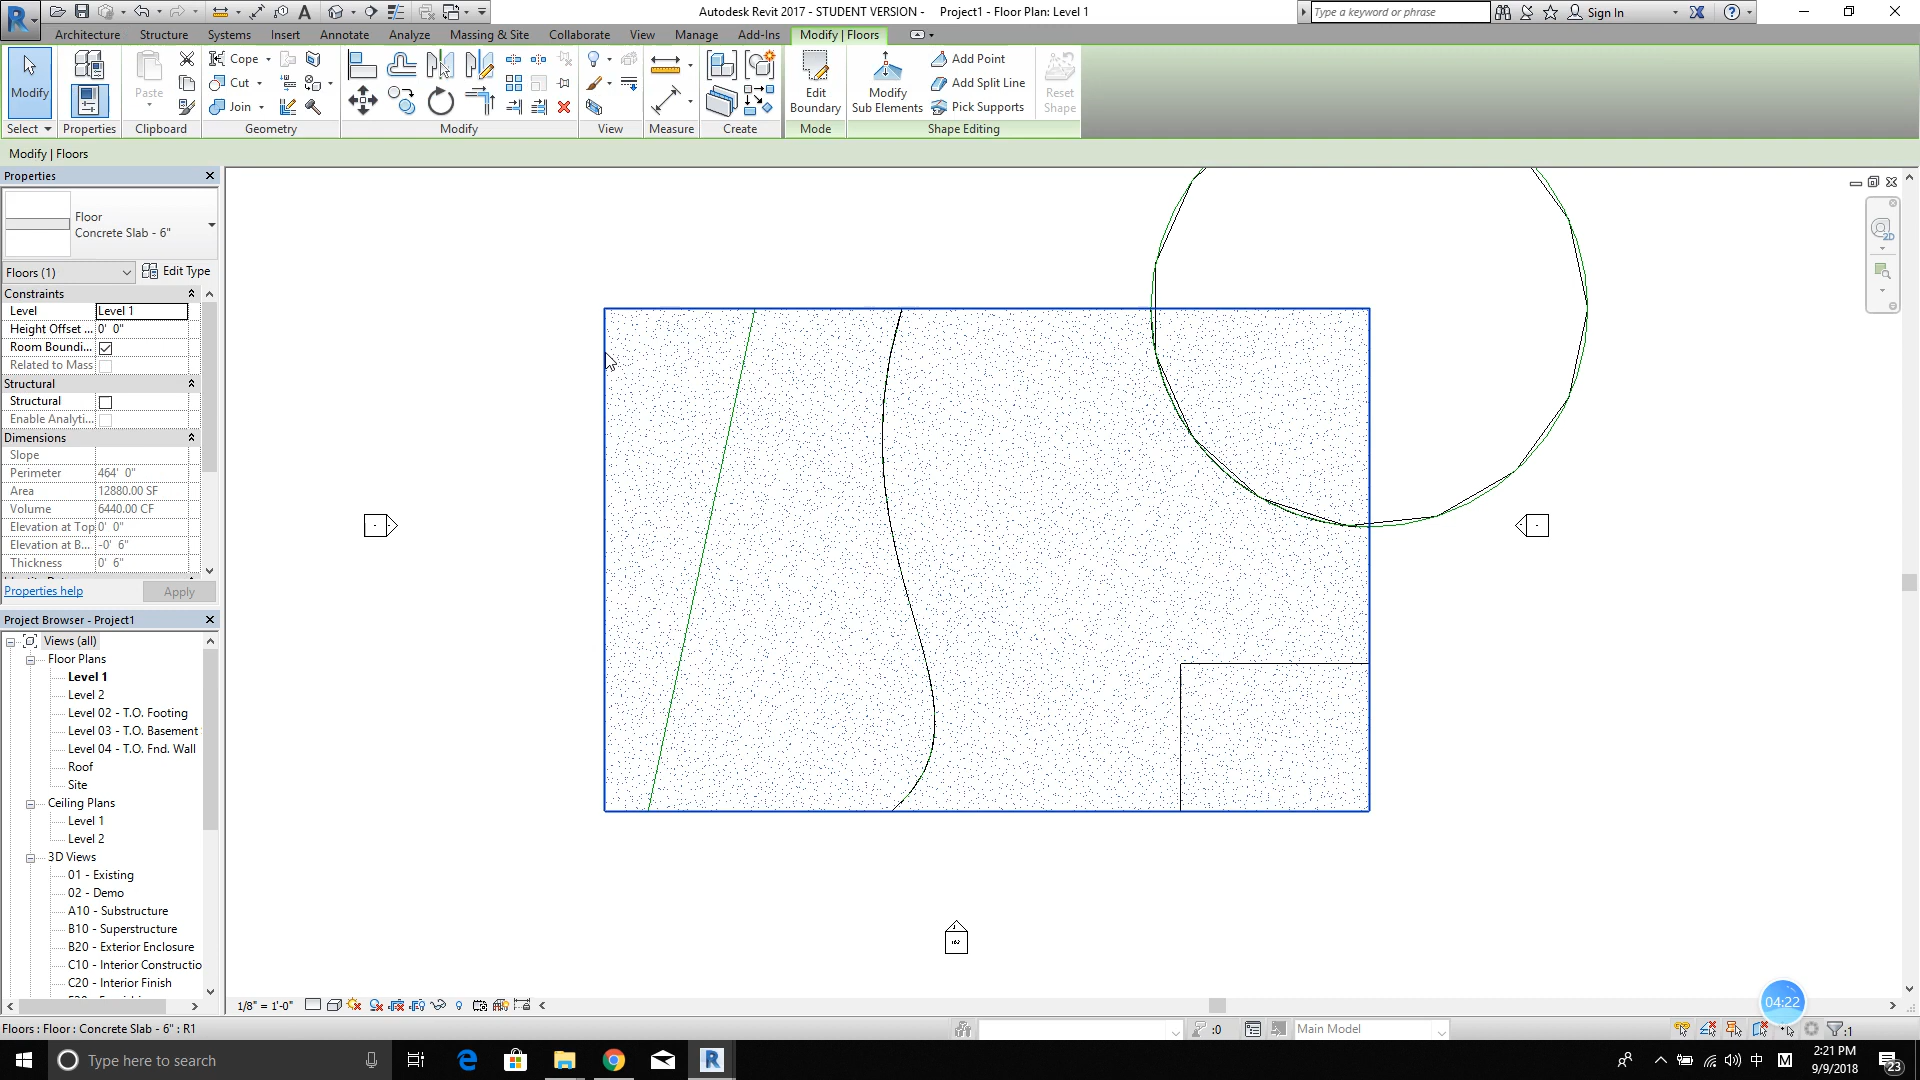 Autodesk Revit 2017 - STUDENT VERSION -    Project1 - Floor Plan: Level 1
Type a keyword or phrase
Sign In
Architecture Structure Systems Insert Annotate Analyze Massing & Site Collaborate View Manage Add-Ins Modify | Floors
Modify
Paste
Cope
Cut
Join
Edit
Boundary
Modify
Sub Elements
Add Point
Add Split Line
Pick Supports
Reset
Shape
Select Properties Clipboard Geometry Modify View Measure Create Mode Shape Editing
Modify | Floors
Properties
Floor
Concrete Slab - 6"
Floors (1) Edit Type
Constraints
Level Level 1
Height Offset ... 0' 0"
Room Boundi...
Related to Mass
Structural
Structural
Enable Analyti...
Dimensions
Slope
Perimeter 464' 0"
Area 12880.00 SF
Volume 6440.00 CF
Elevation at Top 0' 0"
Elevation at B... -0' 6"
Thickness 0' 6"
Properties help Apply
Project Browser - Project1
Views (all)
Floor Plans
Level 1
Level 2
Level 02 - T.O. Footing
Level 03 - T.O. Basement
Level 04 - T.O. Fnd. Wall
Roof
Site
Ceiling Plans
Level 1
Level 2
3D Views
01 - Existing
02 - Demo
A10 - Substructure
B10 - Superstructure
B20 - Exterior Enclosure
C10 - Interior Constructio
C20 - Interior Finish
2D
1/8" = 1'-0"
04:22
Floors : Floor : Concrete Slab - 6" : R1
:0
Main Model
:1
Type here to search
中
M
2:21 PM
9/9/2018
23